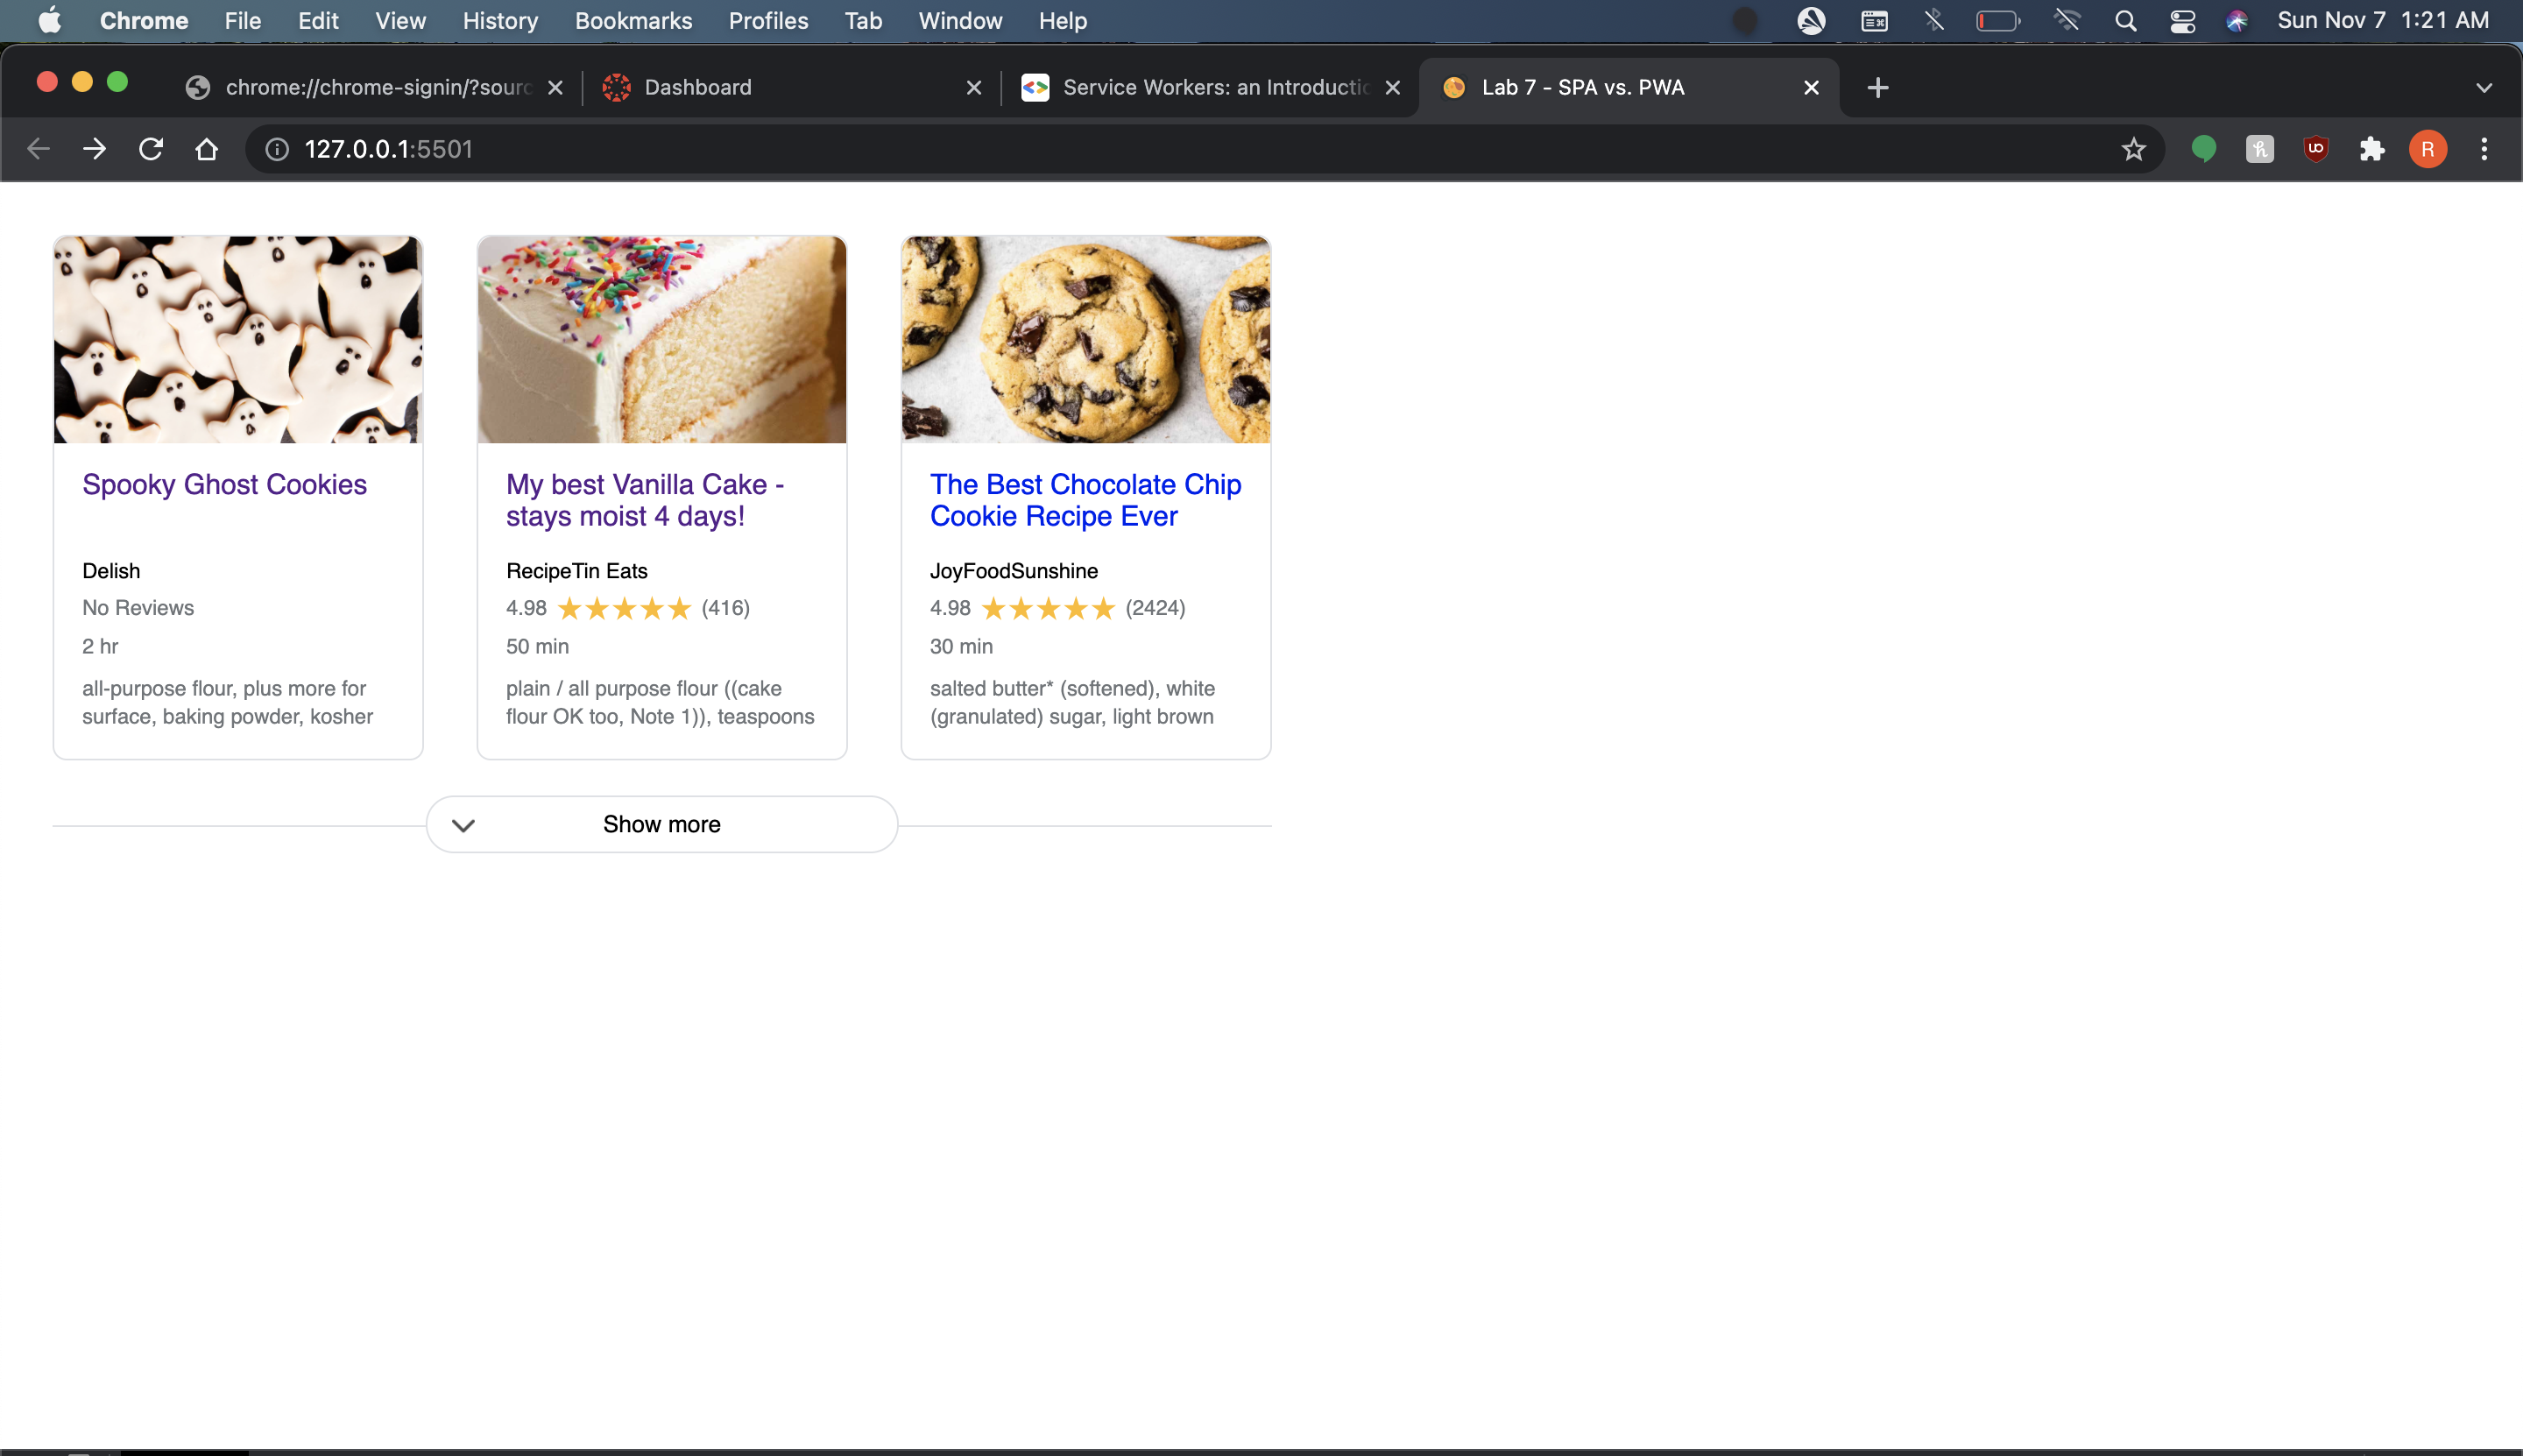 Chrome File Edit View History Bookmarks Profiles Tab Window Help Sun Nov 7 1:21 AM
chrome://chrome-signin/?sourc Dashboard Service Workers: an Introductio Lab 7 - SPA vs. PWA
127.0.0.1:5501 R
Spooky Ghost Cookies
Delish
No Reviews
2 hr
all-purpose flour, plus more for
surface, baking powder, kosher
My best Vanilla Cake -
stays moist 4 days!
RecipeTin Eats
4.98 ★★★★★ (416)
50 min
plain / all purpose flour ((cake
flour OK too, Note 1)), teaspoons
The Best Chocolate Chip
Cookie Recipe Ever
JoyFoodSunshine
4.98 ★★★★★ (2424)
30 min
salted butter* (softened), white
(granulated) sugar, light brown
Show more